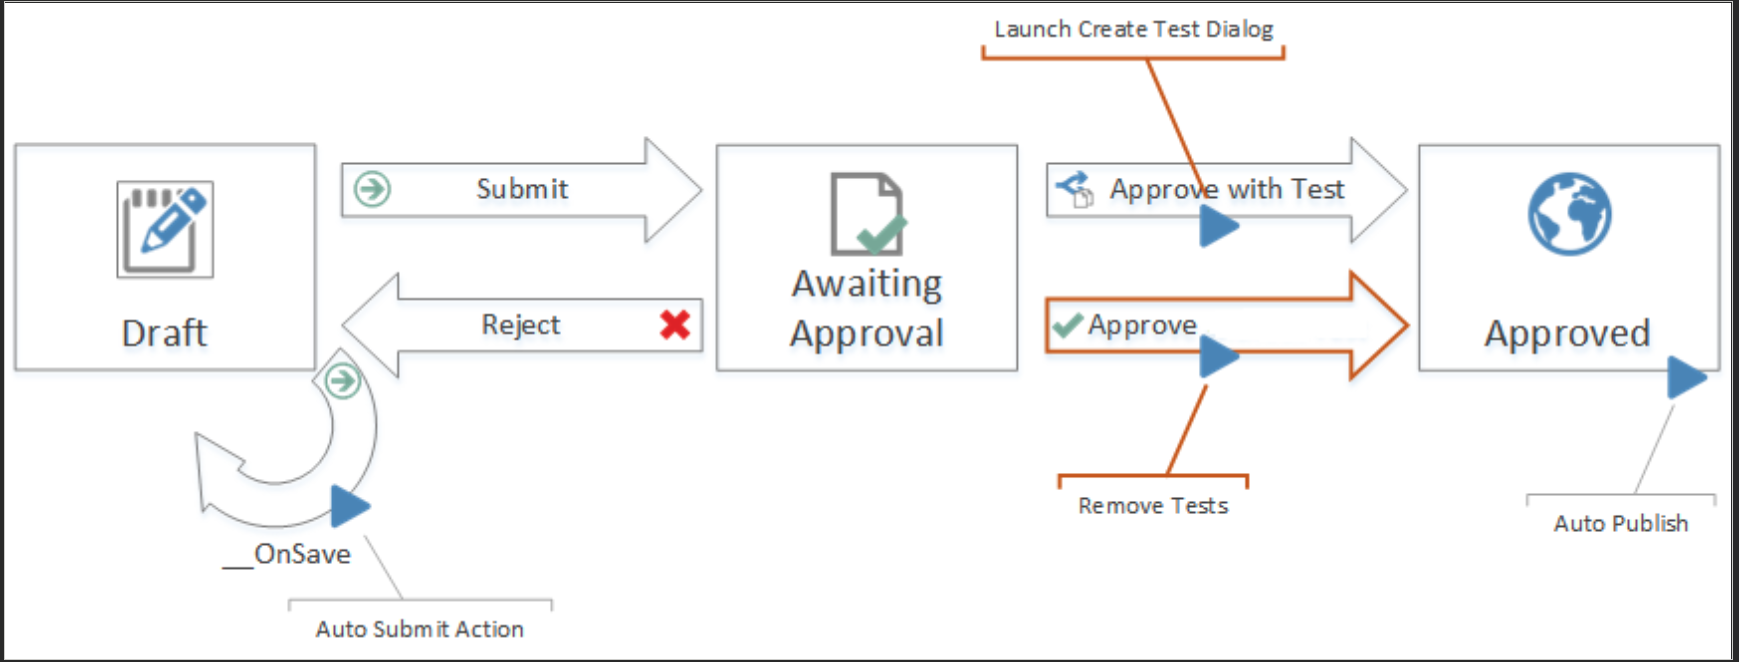 Launch Create Test Dialog
Submit
Approve with Test
Draft
Reject
Awaiting
Approval
Approve
Approved
__OnSave
Remove Tests
Auto Publish
Auto Submit Action